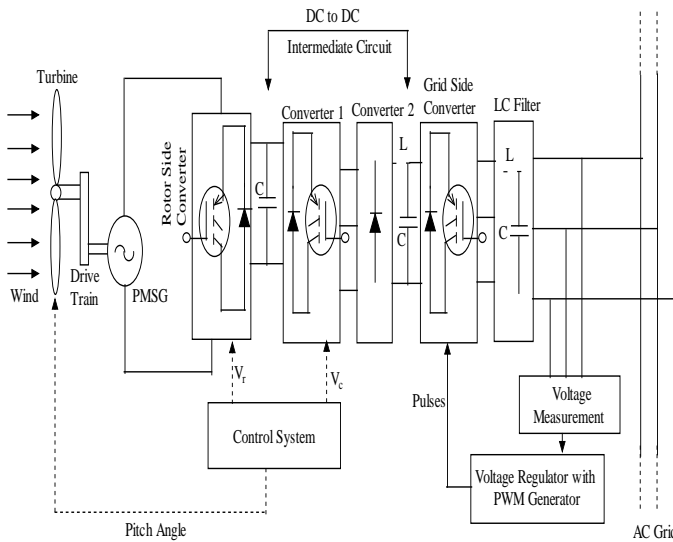 DC to DC
Intermediate Circuit
Turbine
Rotor Side
Converter
Converter 1
Converter 2
Grid Side
Converter
LC Filter
C
L
C
L
C
Wind
Drive
Train
PMSG
Vr
Vc
Pulses
Control System
Voltage
Measurement
Voltage Regulator with
PWM Generator
Pitch Angle
AC Grid